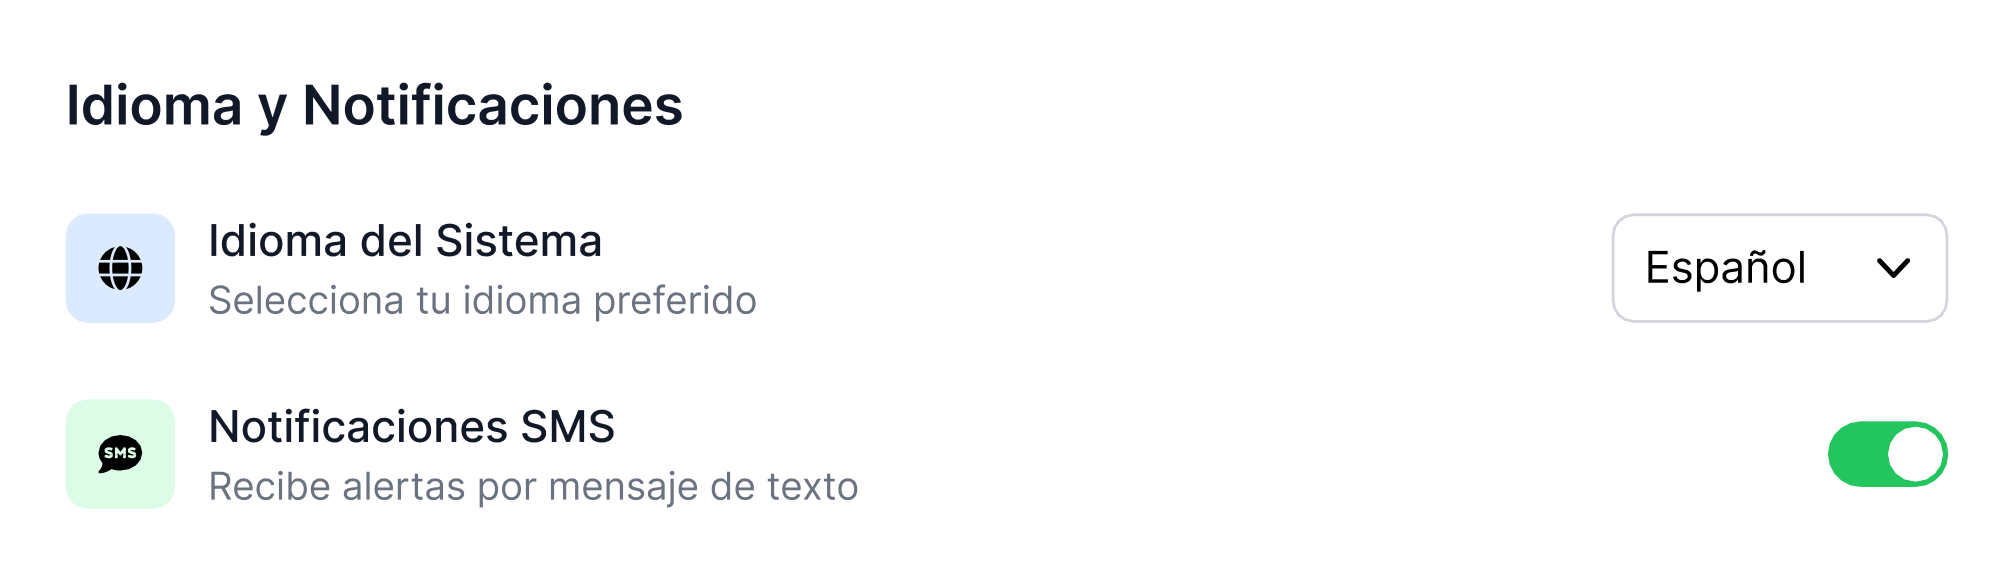 Idioma y Notificaciones
Idioma del Sistema
Selecciona tu idioma preferido
Español
SMS
Notificaciones SMS
Recibe alertas por mensaje de texto